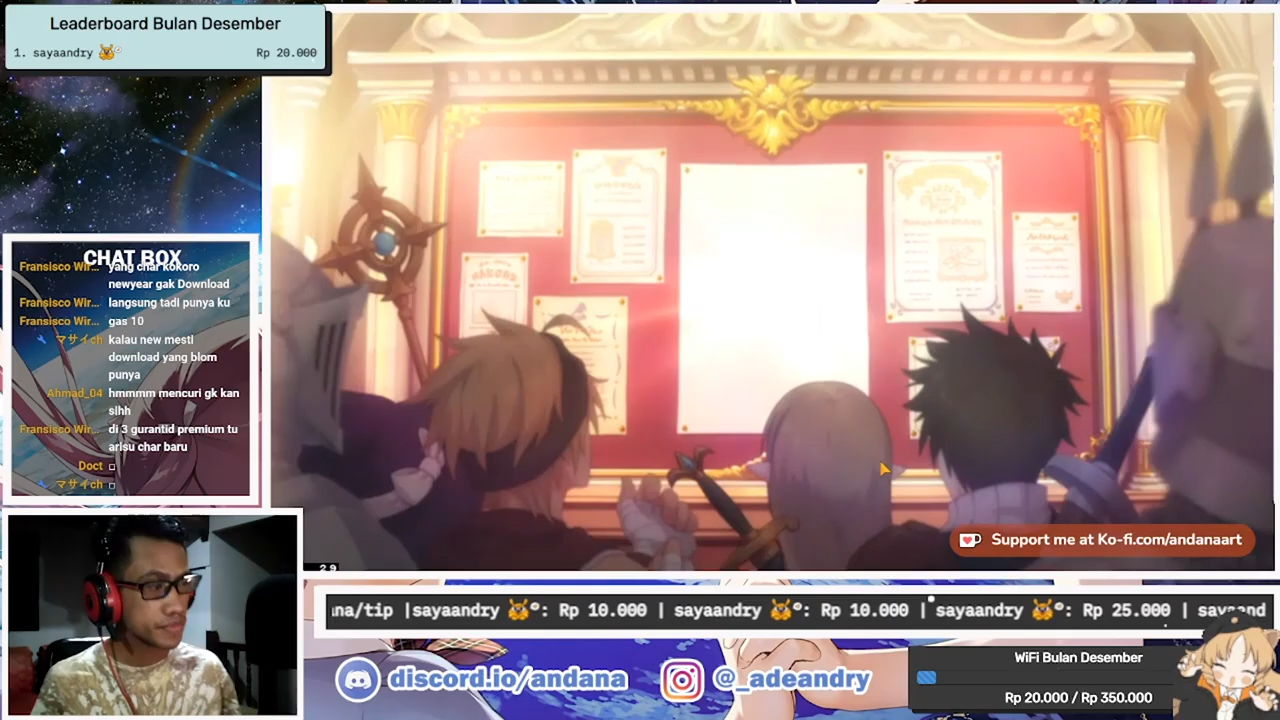 Leaderboard Bulan Desember
1. sayaandry Rp 20.000
CHAT BOX
Fransisco Wir... yang char kokoro
newyear gak Download
Fransisco Wir... langsung tadi punya ku
Fransisco Wir... gas 10
マサイch kalau new mesti
download yang blom
punya
Ahmad_04 hmmmm mencuri gk kan
sihh
Fransisco Wir... di 3 gurantid premium tu
arisu char baru
Doct
マサイch
Support me at Ko-fi.com/andanaart
2.9
na/tip |sayaandry : Rp 10.000 | sayaandry : Rp 10.000 | sayaandry : Rp 25.000 |
discord.io/andana
@_adeandry
WiFi Bulan Desember
Rp 20.000 / Rp 350.000